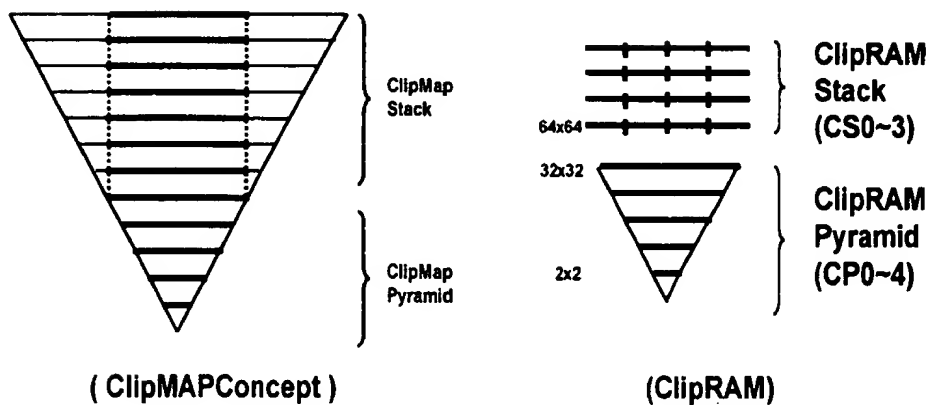 ClipMap
Stack
ClipMap
Pyramid
( ClipMAPConcept )
64x64
32x32
2x2
ClipRAM
Stack
(CS0~3)
ClipRAM
Pyramid
(CP0~4)
(ClipRAM)